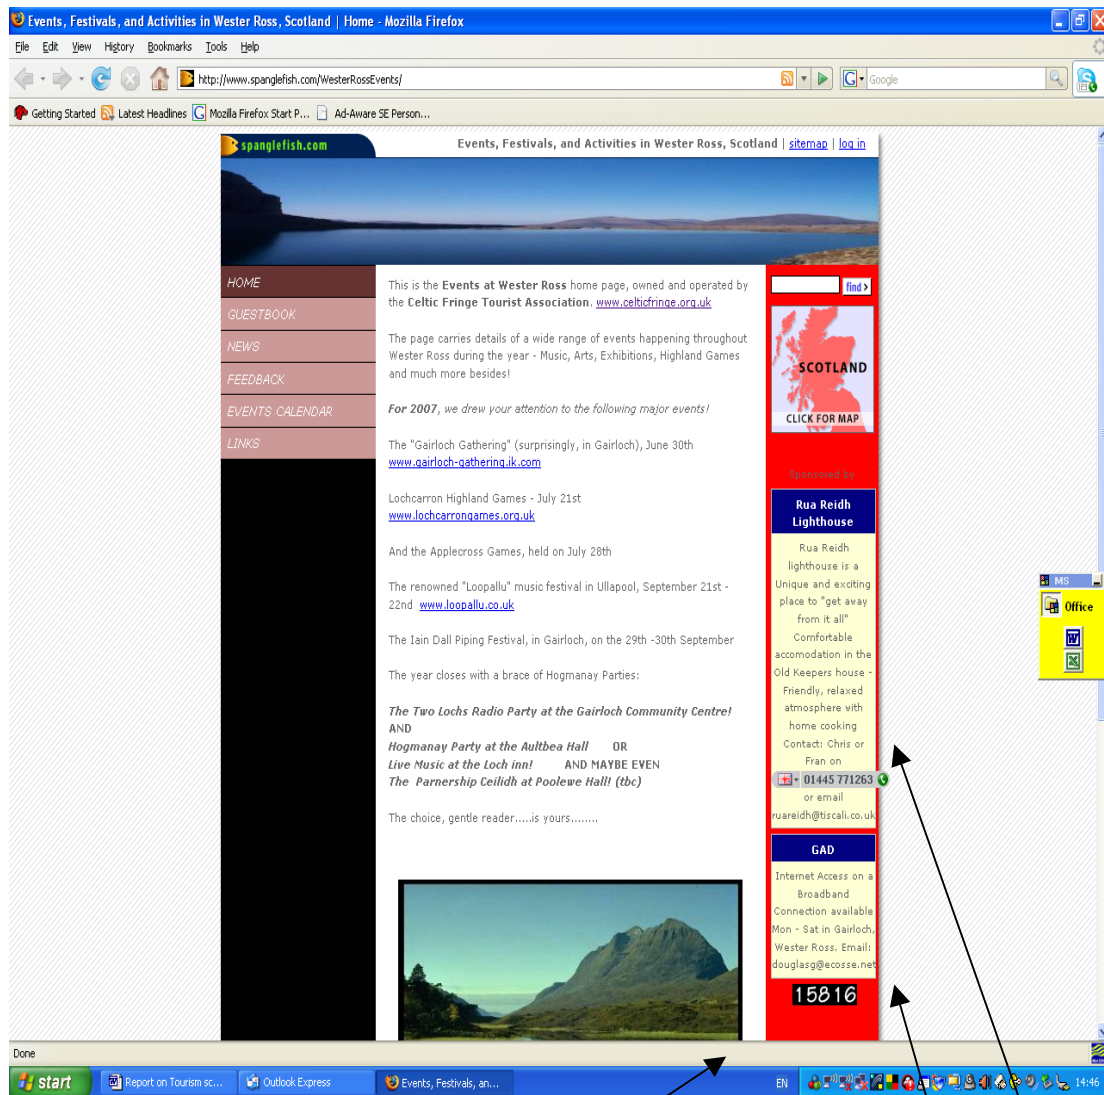 Events, Festivals, and Activities in Wester Ross, Scotland | Home - Mozilla Firefox
File Edit View History Bookmarks Tools Help
http://www.spanglefish.com/WesterRossEvents/
G Google
Getting Started Latest Headlines G Mozilla Firefox Start P... Ad-Aware SE Person...
spanglefish.com
Events, Festivals, and Activities in Wester Ross, Scotland | sitemap | log in
HOME
GUESTBOOK
NEWS
FEEDBACK
EVENTS CALENDAR
LINKS
This is the Events at Wester Ross home page, owned and operated by
the Celtic Fringe Tourist Association. www.celticfringe.org.uk
The page carries details of a wide range of events happening throughout
Wester Ross during the year - Music, Arts, Exhibitions, Highland Games
and much more besides!
For 2007, we drew your attention to the following major events!
The "Gairloch Gathering" (surprisingly, in Gairloch), June 30th
www.gairloch-gathering.ik.com
Lochcarron Highland Games - July 21st
www.lochcarrongames.org.uk
And the Applecross Games, held on July 28th
The renowned "Loopallu" music festival in Ullapool, September 21st -
22nd www.loopallu.co.uk
The Iain Dall Piping Festival, in Gairloch, on the 29th -30th September
The year closes with a brace of Hogmanay Parties:
The Two Lochs Radio Party at the Gairloch Community Centre!
AND
Hogmanay Party at the Aultbea Hall OR
Live Music at the Loch inn! AND MAYBE EVEN
The Parnership Ceilidh at Poolewe Hall! (tbc)
The choice, gentle reader.....is yours........
find >
SCOTLAND
CLICK FOR MAP
Sponsored by
Rua Reidh
Lighthouse
Rua Reidh
lighthouse is a
Unique and exciting
place to "get away
from it all"
Comfortable
accomodation in the
Old Keepers house -
Friendly, relaxed
atmosphere with
home cooking
Contact: Chris or
Fran on
01445 771263
or email
ruareidh@tiscali.co.uk
GAD
Internet Access on a
Broadband
Connection available
Mon - Sat in Gairloch,
Wester Ross. Email:
douglasg@ecosse.net
15816
MS
Office
Done
start Report on Tourism sc... Outlook Express Events, Festivals, an... EN 14:46